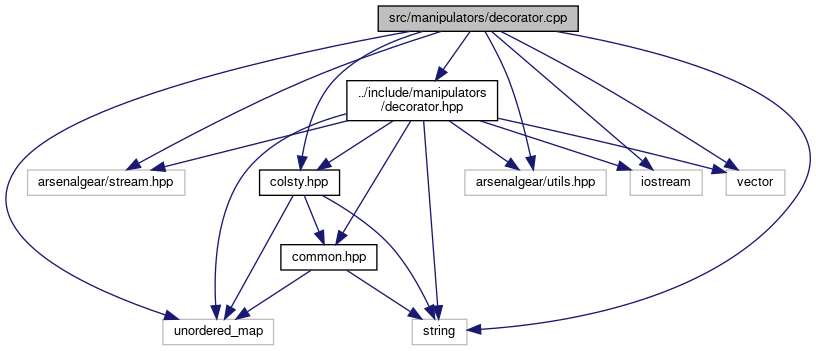 src/manipulators/decorator.cpp
../include/manipulators
/decorator.hpp
arsenalgear/stream.hpp
colsty.hpp
arsenalgear/utils.hpp
iostream
vector
common.hpp
unordered_map
string